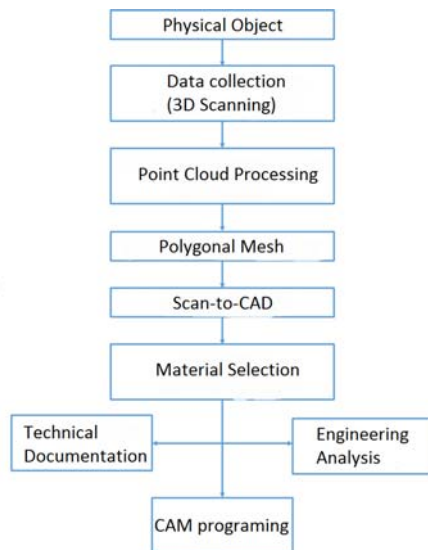 Physical Object
Data collection
(3D Scanning)
Point Cloud Processing
Polygonal Mesh
Scan-to-CAD
Material Selection
Technical
Documentation
Engineering
Analysis
CAM programing